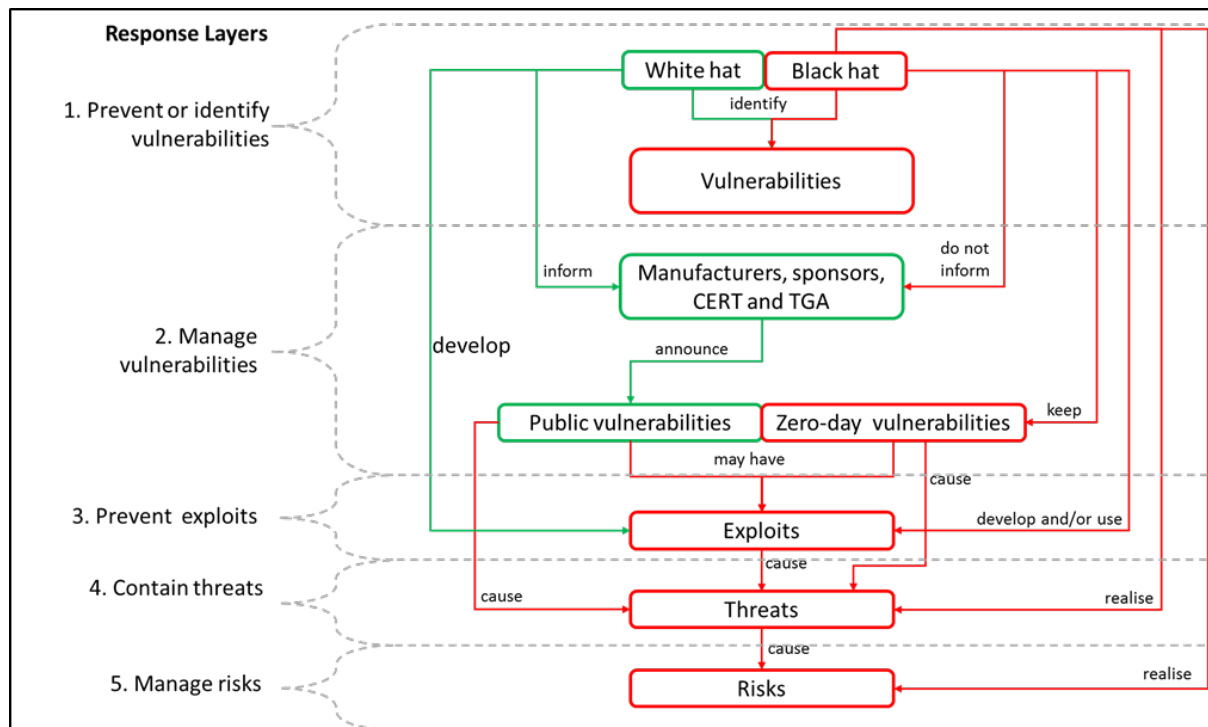 Response Layers
White hat
Black hat
identify
1. Prevent or identify
vulnerabilities
Vulnerabilities
do not
inform
inform
Manufacturers, sponsors,
CERT and TGA
2. Manage
vulnerabilities
develop
announce
Public vulnerabilities
Zero-day vulnerabilities
keep
may have
cause
3. Prevent exploits
Exploits
develop and/or use
cause
4. Contain threats
cause
Threats
realise
cause
5. Manage risks
Risks
realise